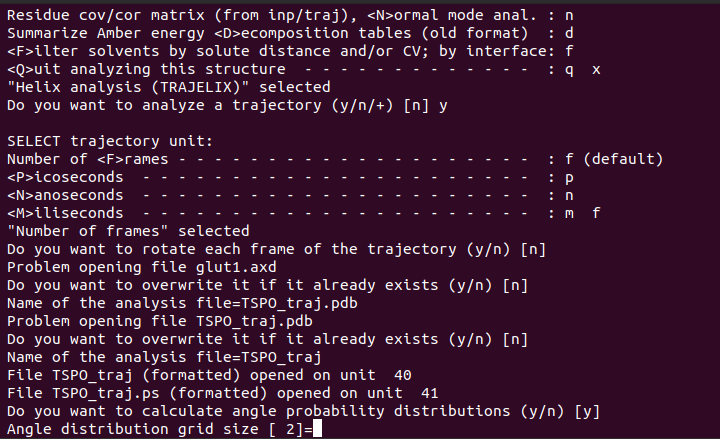 Residue cov/cor matrix (from inp/traj), <N>ormal mode anal. : n
Summarize Amber energy <D>ecomposition tables (old format)  : d
<F>ilter solvents by solute distance and/or CV; by interface: f
<Q>uit analyzing this structure  - - - - - - - - - - - - -  : q  x
"Helix analysis (TRAJELIX)" selected
Do you want to analyze a trajectory (y/n/+) [n] y

SELECT trajectory unit:
Number of <F>rames - - - - - - - - - - - - - - - - - - - -  : f (default)
<P>icoseconds  - - - - - - - - - - - - - - - - - - - - - -  : p
<N>anoseconds  - - - - - - - - - - - - - - - - - - - - - -  : n
<M>illiseconds  - - - - - - - - - - - - - - - - - - - - - - : m  f
"Number of frames" selected
Do you want to rotate each frame of the trajectory (y/n) [n]
Problem opening file glut1.axd
Do you want to overwrite it if it already exists (y/n) [n]
Name of the analysis file=TSPO_traj.pdb
Problem opening file TSPO_traj.pdb
Do you want to overwrite it if it already exists (y/n) [n]
Name of the analysis file=TSPO_traj
File TSPO_traj (formatted) opened on unit  40
File TSPO_traj.ps (formatted) opened on unit  41
Do you want to calculate angle probability distributions (y/n) [y]
Angle distribution grid size [ 2]=